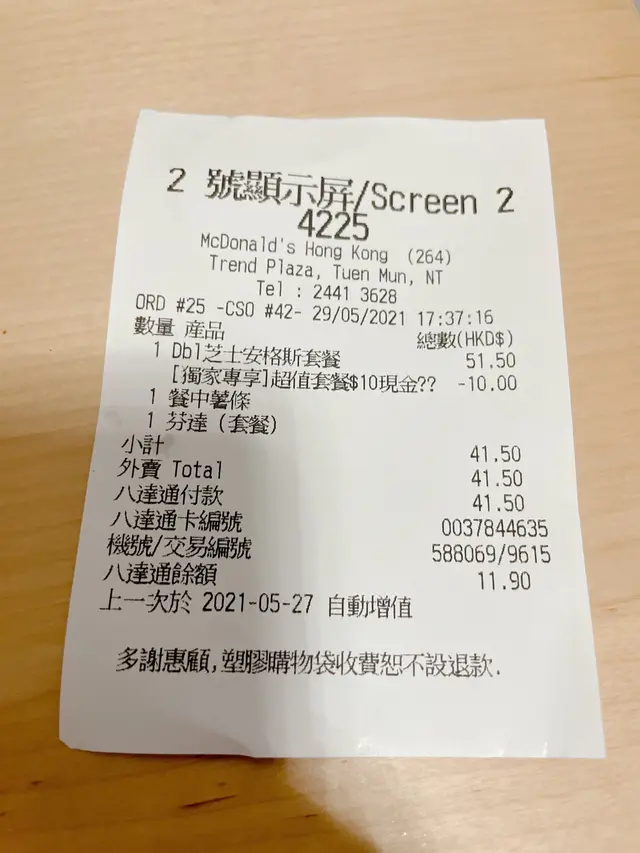 2 號顯示屏/Screen 2
4225
McDonald's Hong Kong (264)
Trend Plaza, Tuen Mun, NT
Tel : 2441 3628
ORD #25 -CSO #42- 29/05/2021 17:37:16
數量 產品 總數(HKD$)
1 Dbl芝士安格斯套餐 51.50
[獨家專享]超值套餐$10現金?? -10.00
1 餐中薯條
1 芬達 (套餐)
小計 41.50
外賣 Total 41.50
八達通付款 41.50
八達通卡編號 0037844635
機號/交易編號 588069/9615
八達通餘額 11.90
上一次於 2021-05-27 自動增值
多謝惠顧,塑膠購物袋收費恕不設退款.